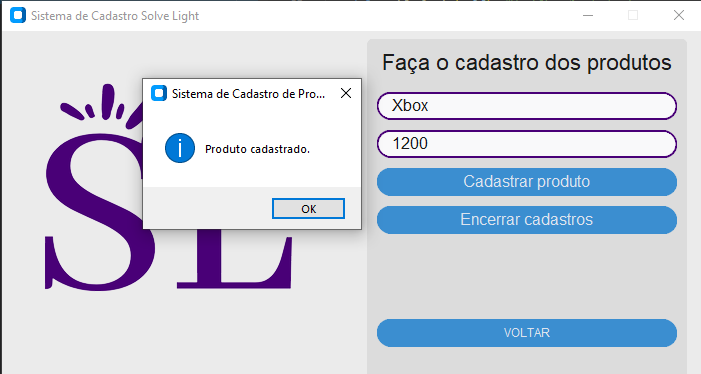 Sistema de Cadastro Solve Light
Faça o cadastro dos produtos
Xbox
1200
Cadastrar produto
Encerrar cadastros
VOLTAR
Sistema de Cadastro de Pro...
Produto cadastrado.
OK
SL